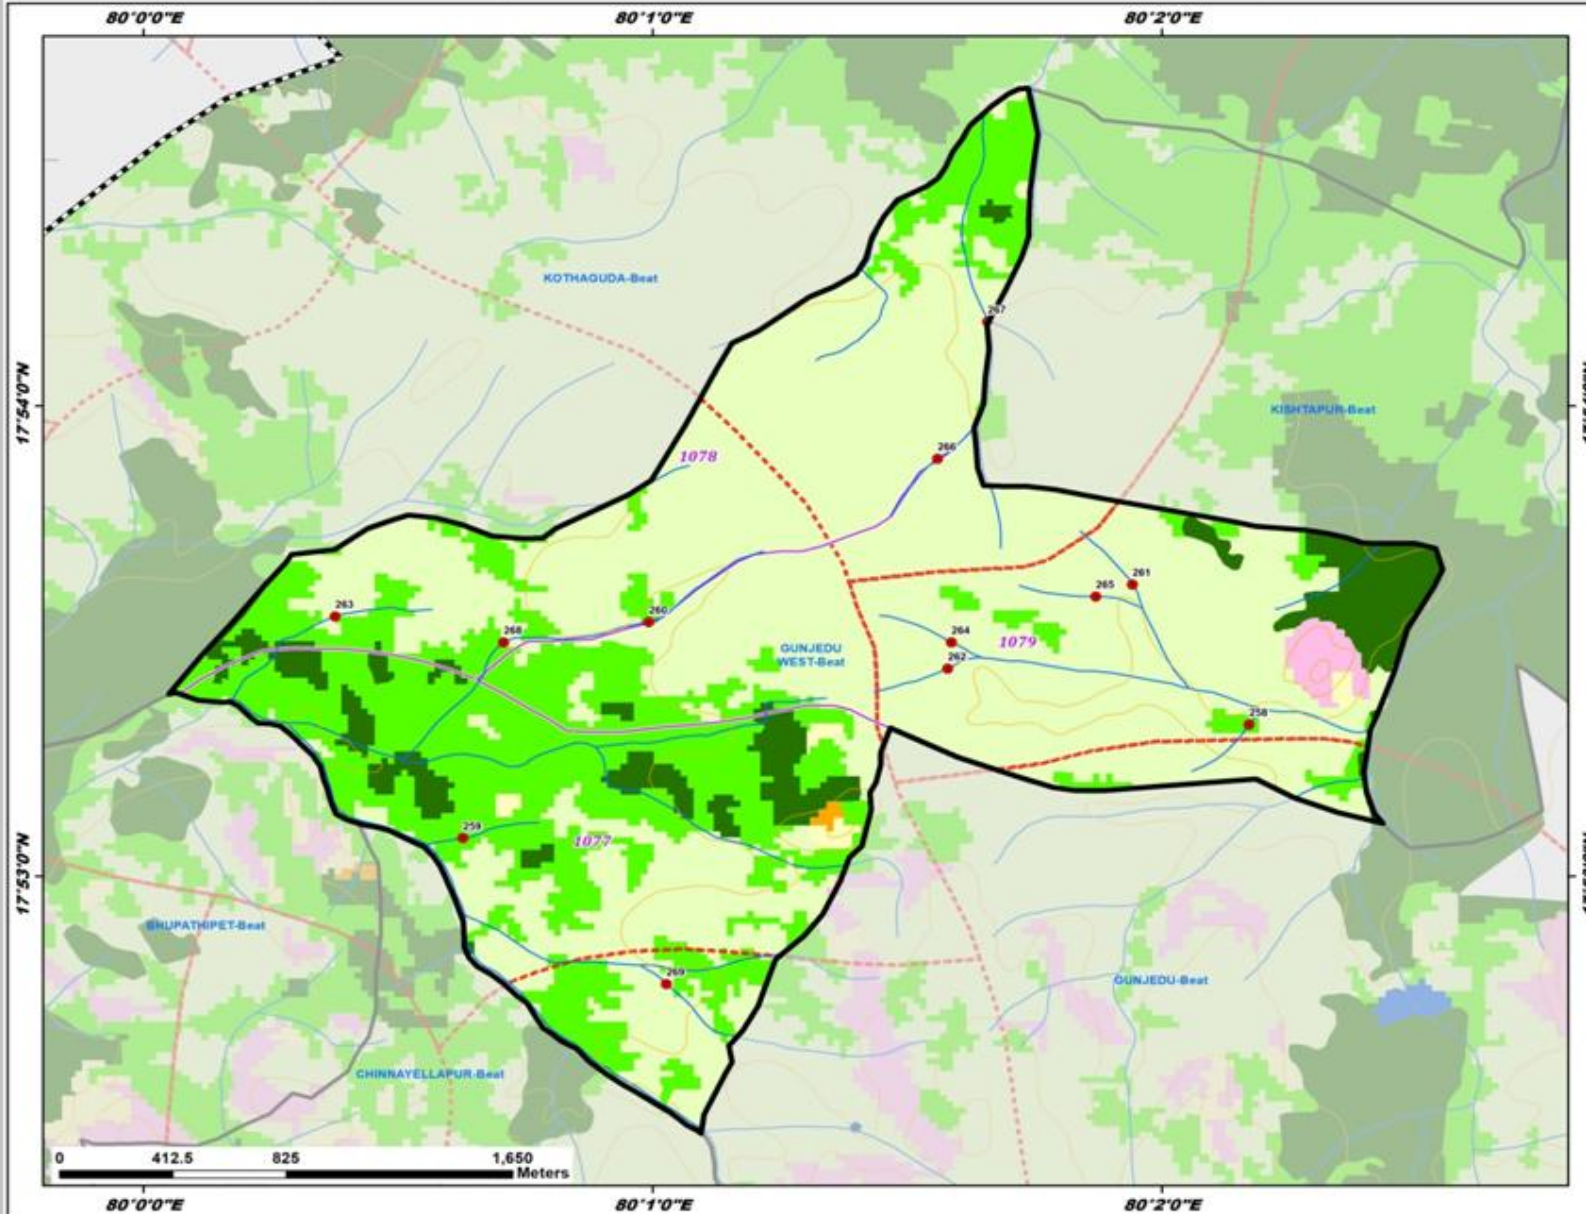 80°0'0"E 80°1'0"E 80°2'0"E
KOTHAGUDA-Beat
267
17°54'0"N
KISHTAPUR-Beat
1078
266
261
265
263
260
268
264
1079
GUNJEDU
WEST-Beat
262
258
259
1077
17°53'0"N
BHUPATHIPET-Beat
269
GUNJEDU-Beat
CHINNAYELLAPUR-Beat
0 412.5 825 1,650
Meters
80°0'0"E 80°1'0"E 80°2'0"E